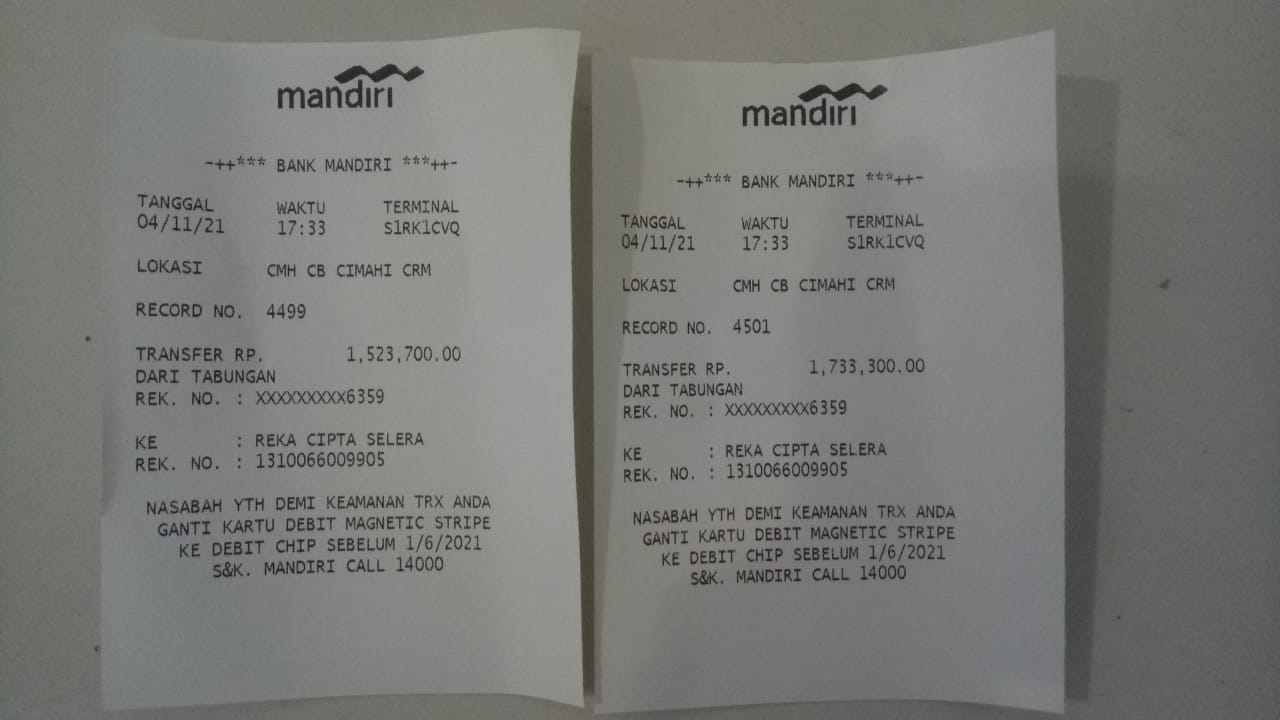 mandiri
-++*** BANK MANDIRI ***++-
TANGGAL WAKTU TERMINAL
04/11/21 17:33 S1RK1CVQ
LOKASI CMH CB CIMAHI CRM
RECORD NO. 4499
TRANSFER RP. 1,523,700.00
DARI TABUNGAN
REK. NO. : XXXXXXXXX6359
KE : REKA CIPTA SELERA
REK. NO. : 1310066009905
NASABAH YTH DEMI KEAMANAN TRX ANDA
GANTI KARTU DEBIT MAGNETIC STRIPE
KE DEBIT CHIP SEBELUM 1/6/2021
S&K. MANDIRI CALL 14000
mandiri
-++*** BANK MANDIRI ***++-
TANGGAL WAKTU TERMINAL
04/11/21 17:33 S1RK1CVQ
LOKASI CMH CB CIMAHI CRM
RECORD NO. 4501
TRANSFER RP. 1,733,300.00
DARI TABUNGAN
REK. NO. : XXXXXXXXX6359
KE : REKA CIPTA SELERA
REK. NO. : 1310066009905
NASABAH YTH DEMI KEAMANAN TRX ANDA
GANTI KARTU DEBIT MAGNETIC STRIPE
KE DEBIT CHIP SEBELUM 1/6/2021
S&K. MANDIRI CALL 14000